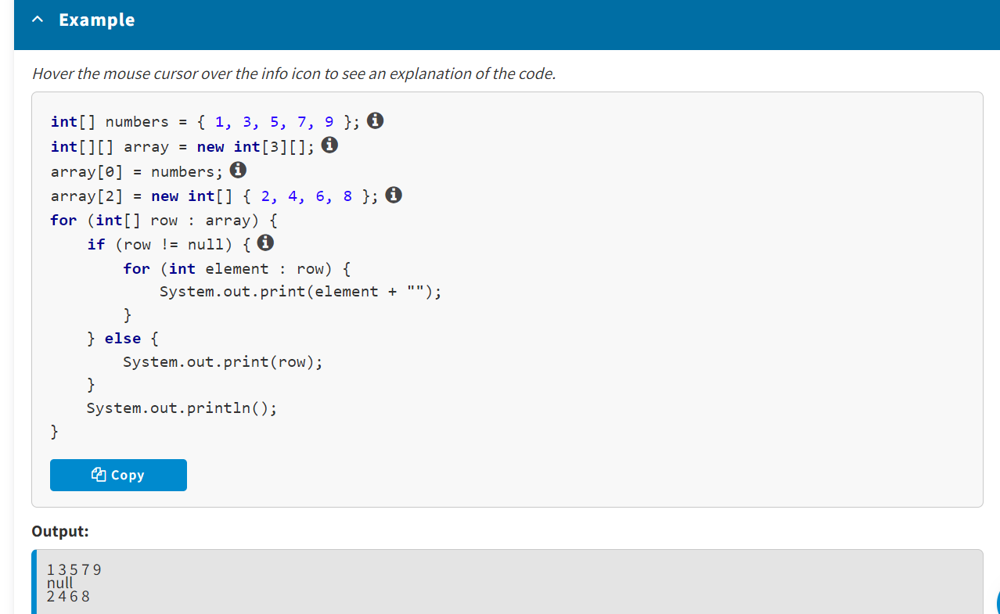 Example
Hover the mouse cursor over the info icon to see an explanation of the code.
int[] numbers = { 1, 3, 5, 7, 9 };
int[][] array = new int[3][];
array[0] = numbers;
array[2] = new int[] { 2, 4, 6, 8 };
for (int[] row : array) {
    if (row != null) {
        for (int element : row) {
            System.out.print(element + "");
        }
    } else {
        System.out.print(row);
    }
    System.out.println();
}
Copy
Output:
1 3 5 7 9
null
2 4 6 8